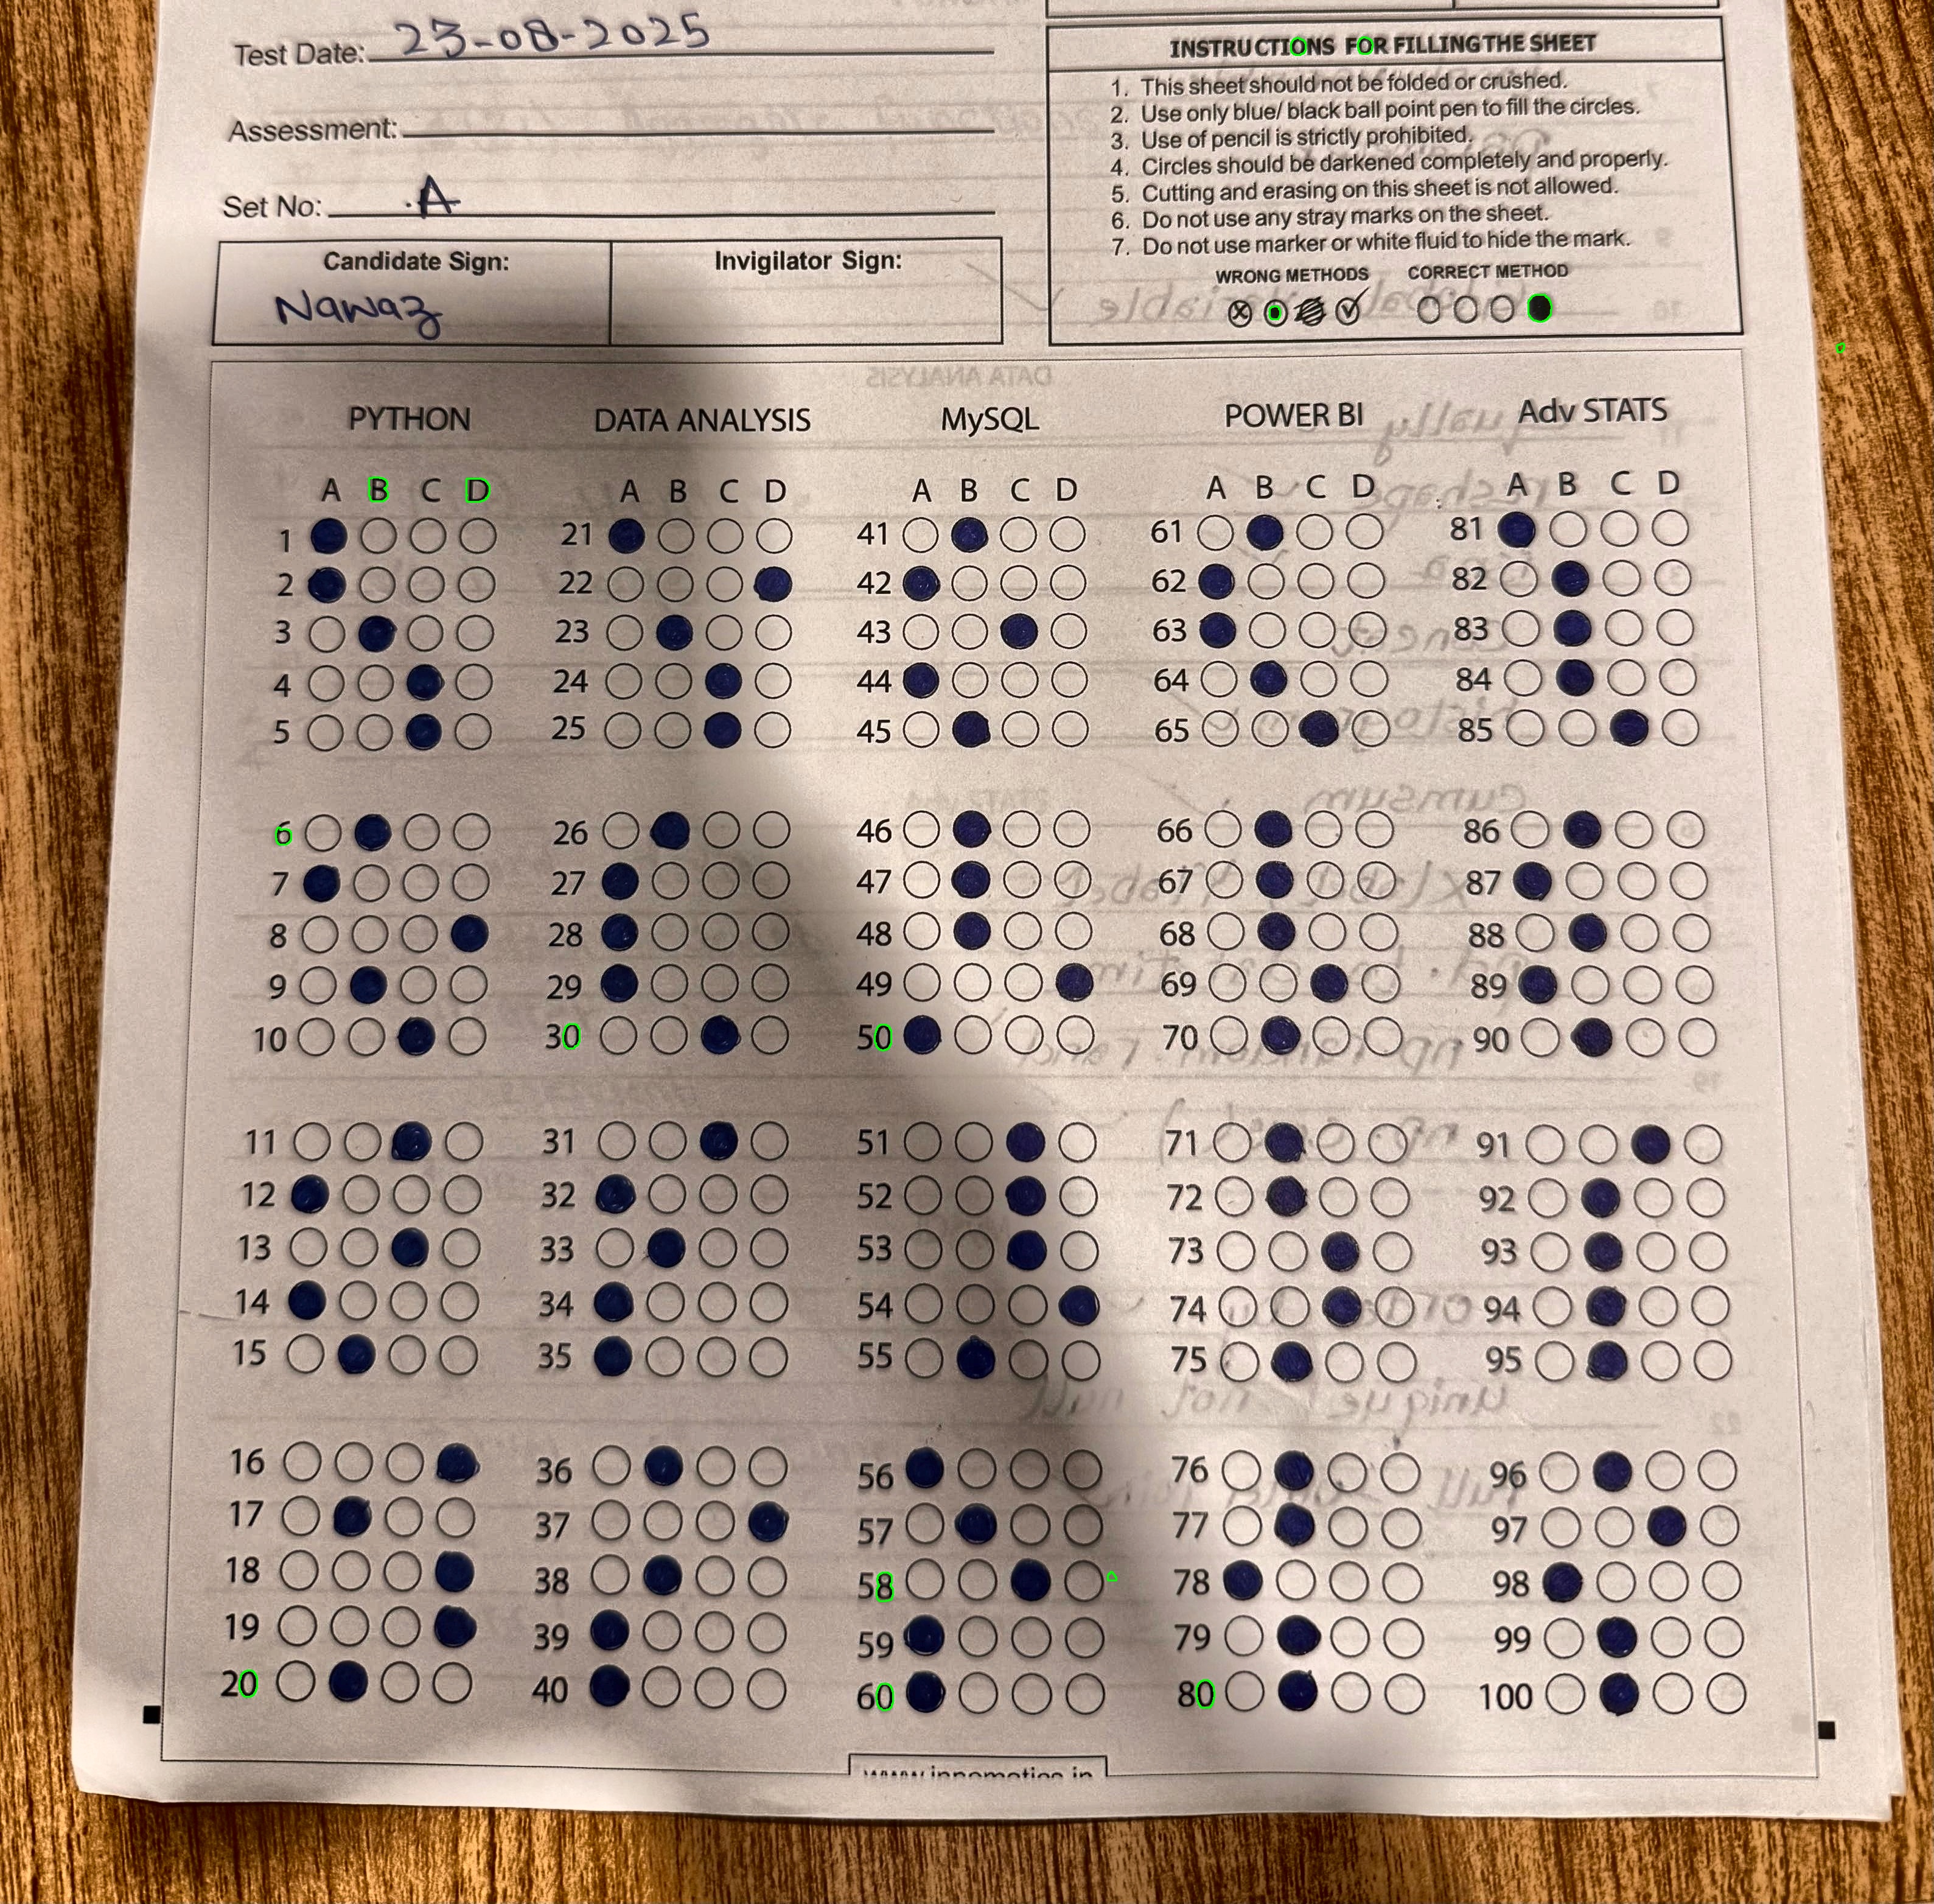 Test Date: 23-08-2025
Assessment:
Set No: A
Candidate Sign:
Invigilator Sign:
Nawaz
INSTRUCTIONS FOR FILLING THE SHEET
1. This sheet should not be folded or crushed.
2. Use only blue/ black ball point pen to fill the circles.
3. Use of pencil is strictly prohibited.
4. Circles should be darkened completely and properly.
5. Cutting and erasing on this sheet is not allowed.
6. Do not use any stray marks on the sheet.
7. Do not use marker or white fluid to hide the mark.
WRONG METHODS CORRECT METHOD
PYTHON DATA ANALYSIS MySQL POWER BI Adv STATS
A B C D A B C D A B C D A B C D A B C D
1 21 41 61 81
2 22 42 62 82
3 23 43 63 83
4 24 44 64 84
5 25 45 65 85
6 26 46 66 86
7 27 47 67 87
8 28 48 68 88
9 29 49 69 89
10 30 50 70 90
11 31 51 71 91
12 32 52 72 92
13 33 53 73 93
14 34 54 74 94
15 35 55 75 95
16 36 56 76 96
17 37 57 77 97
18 38 58 78 98
19 39 59 79 99
20 40 60 80 100
www.innomatics.in